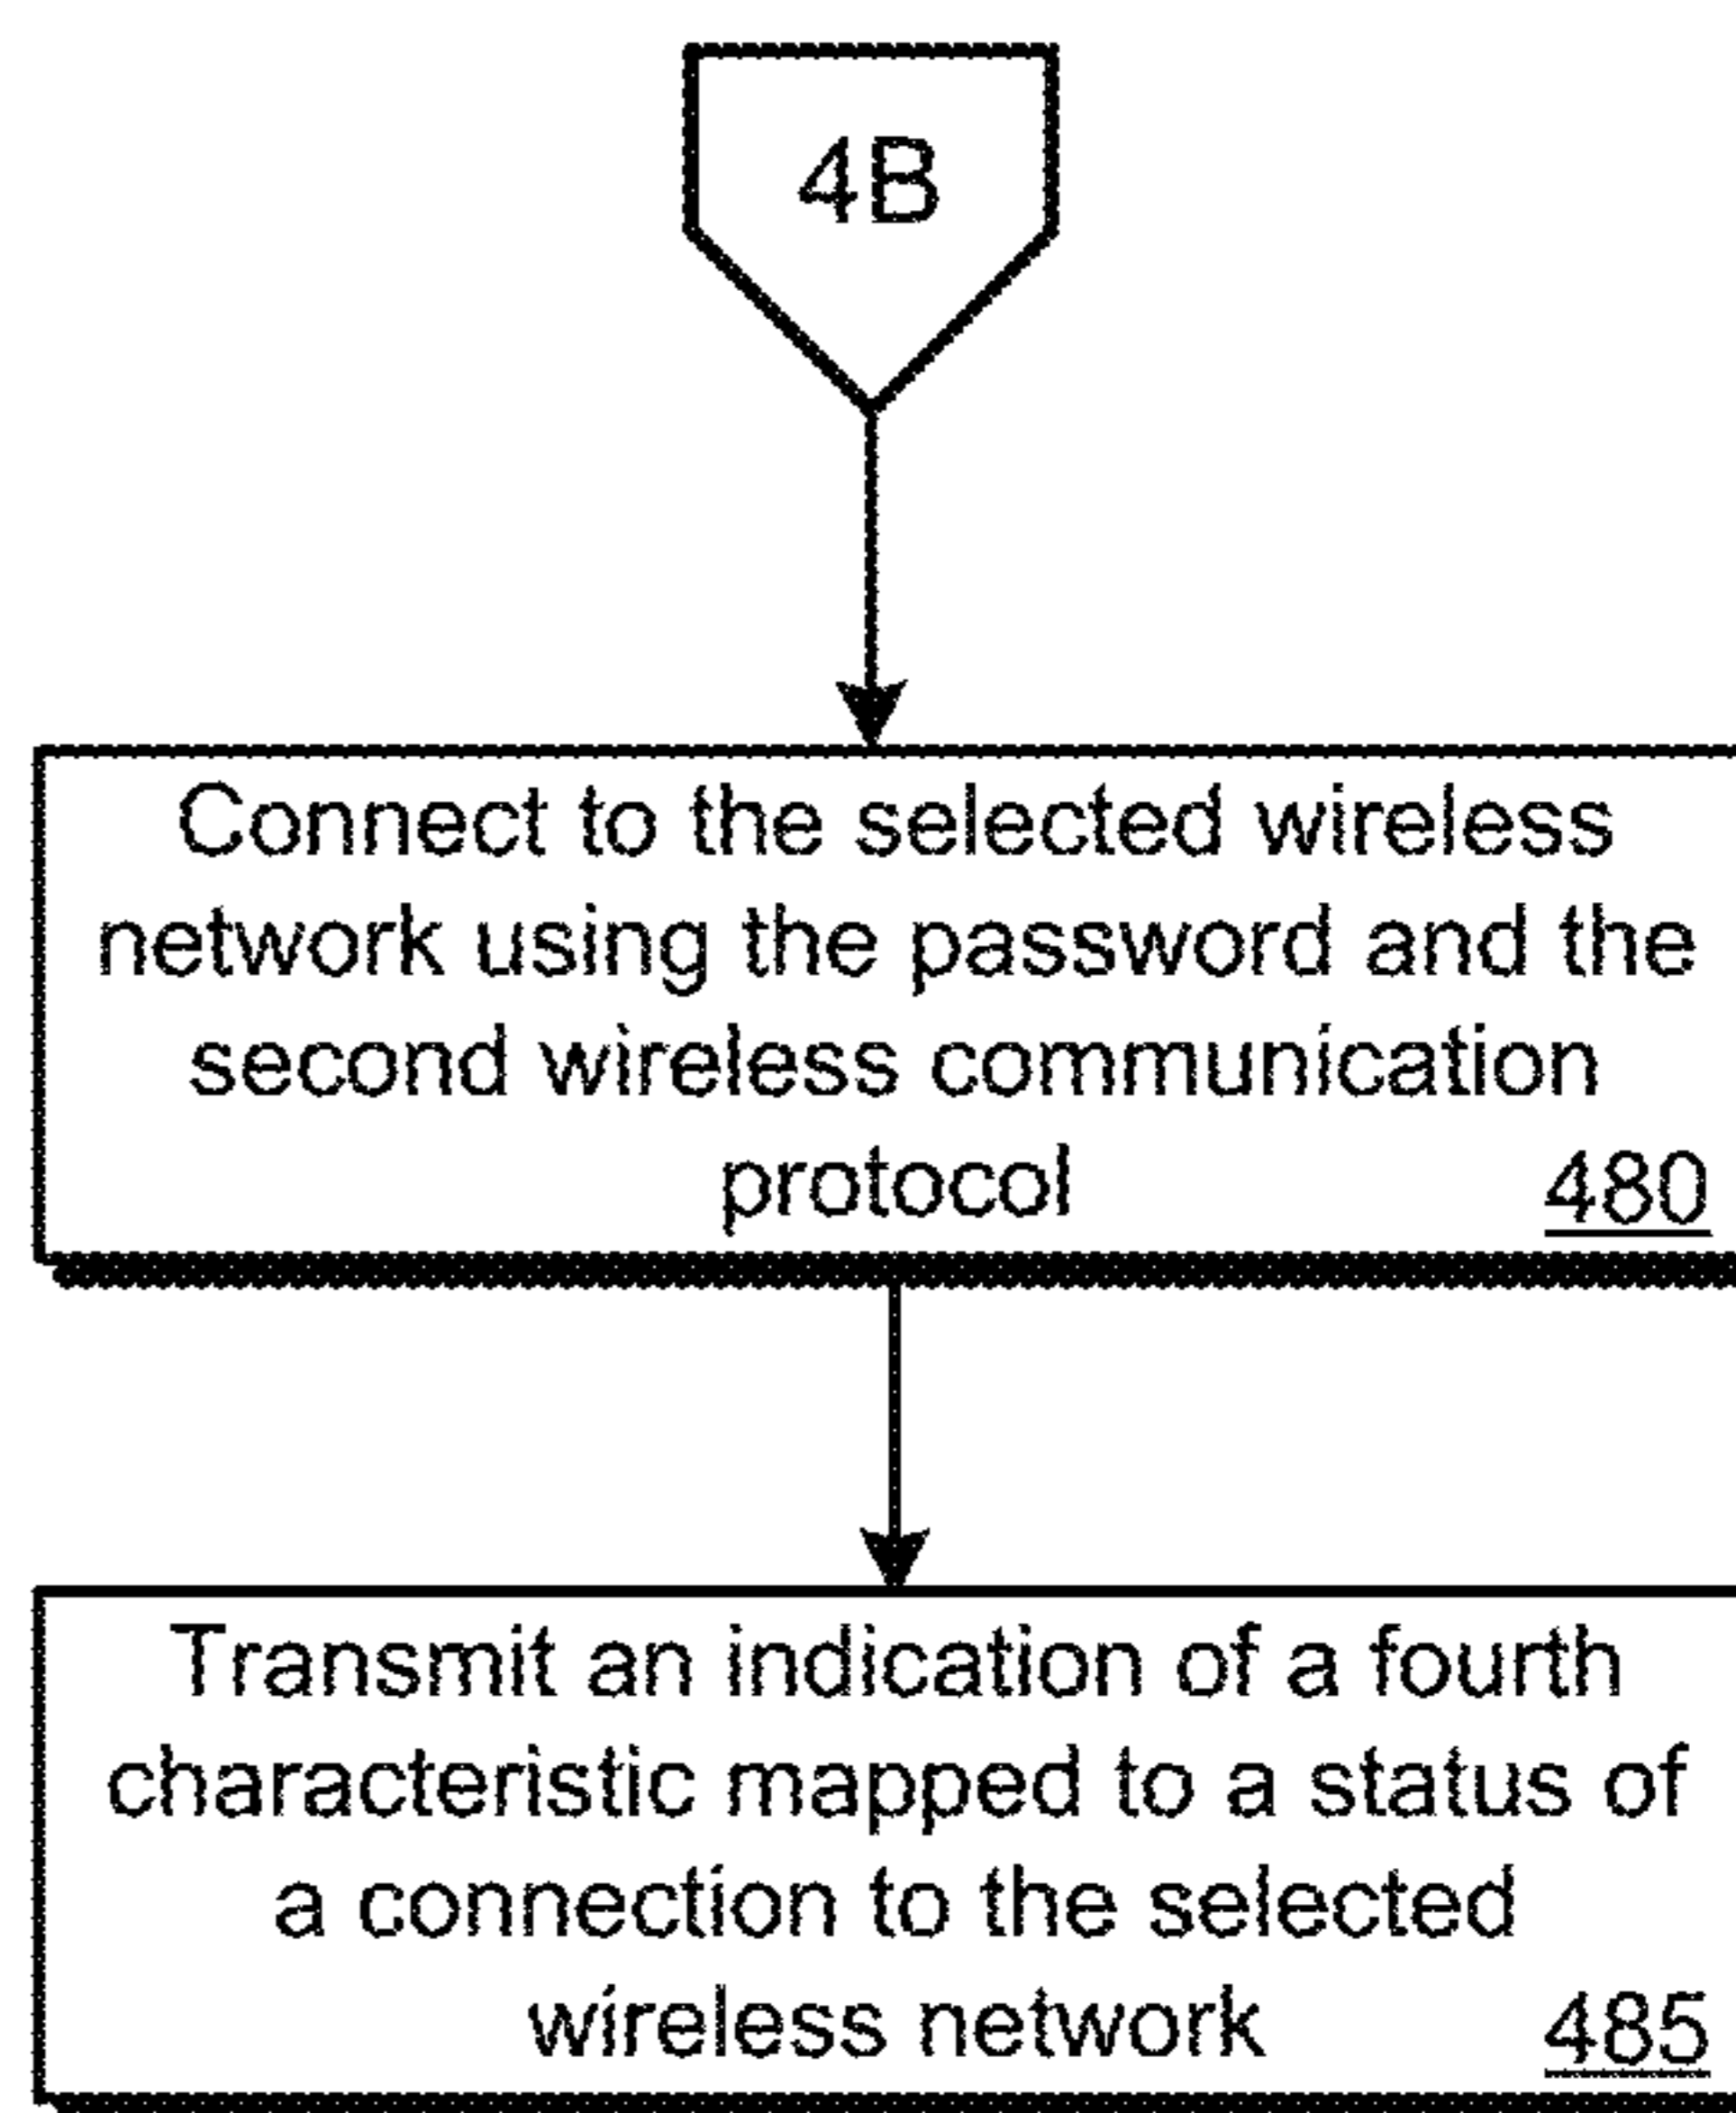 4B
Connect to the selected wireless
network using the password and the
second wireless communication
protocol 480
Transmit an indication of a fourth
characteristic mapped to a status of
a connection to the selected
wireless network 485